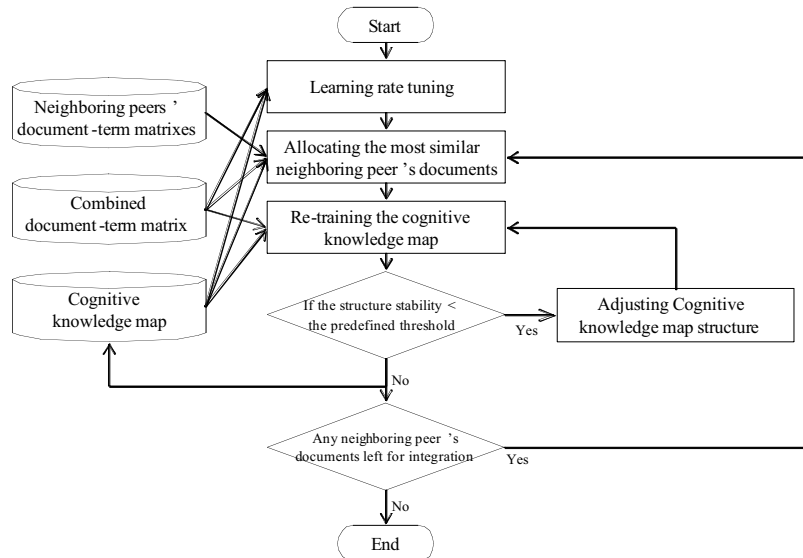 Start
Learning rate tuning
Neighboring peers’
document-term matrixes
Allocating the most similar
neighboring peer’s documents
Combined
document-term matrix
Re-training the cognitive
knowledge map
Cognitive
knowledge map
If the structure stability <
the predefined threshold
Yes
Adjusting Cognitive
knowledge map structure
No
Any neighboring peer’s
documents left for integration
Yes
No
End